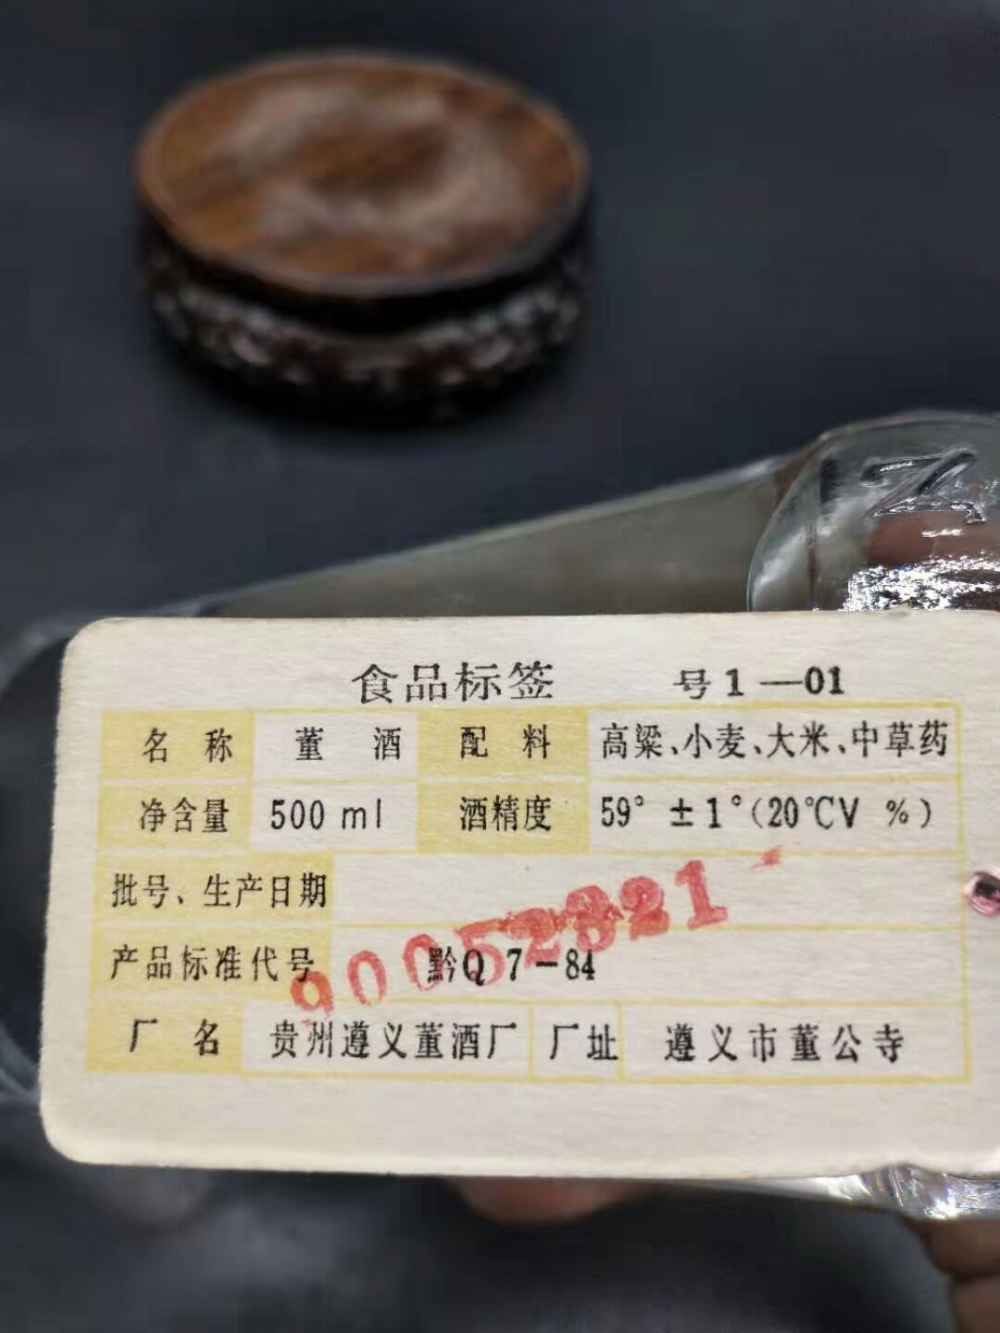 食品标签 号1—01
名称 董酒 配料 高粱、小麦、大米、中草药
净含量 500 ml 酒精度 59° ±1°(20℃V %)
批号、生产日期
90052821
产品标准代号 黔Q 7-84
厂名 贵州遵义董酒厂 厂址 遵义市董公寺